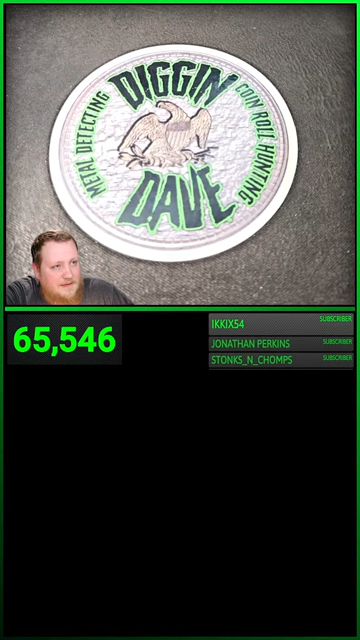 DIGGIN
METAL DETECTING
COIN ROLL HUNTING
DAVE
65,546
IKKIX54
SUBSCRIBER
JONATHAN PERKINS
SUBSCRIBER
STONKS_N_CHOMPS
SUBSCRIBER